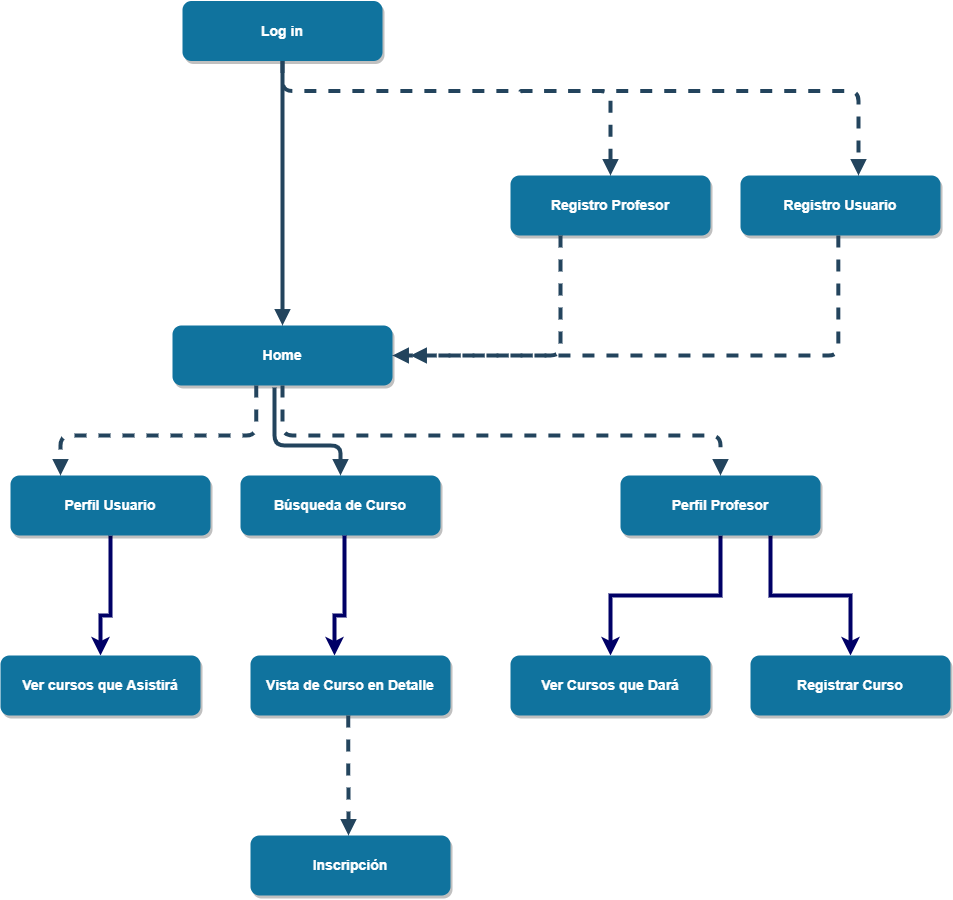 Log in
Registro Profesor
Registro Usuario
Home
Perfil Usuario
Búsqueda de Curso
Perfil Profesor
Ver cursos que Asistirá
Vista de Curso en Detalle
Ver Cursos que Dará
Registrar Curso
Inscripción